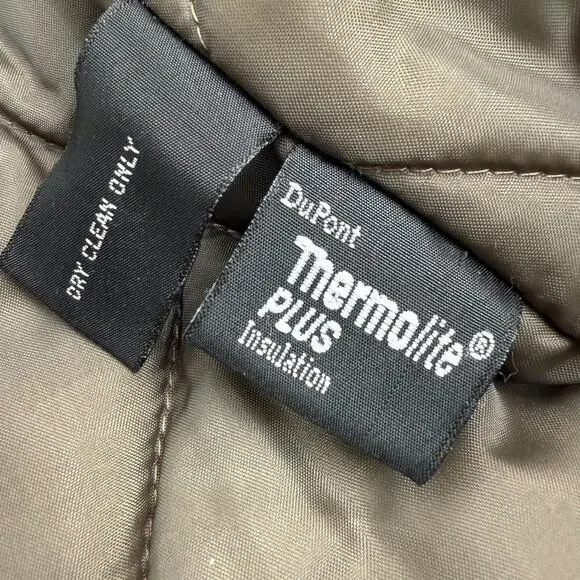 DRY CLEAN ONLY
DuPont
Thermolite®
PLUS
Insulation